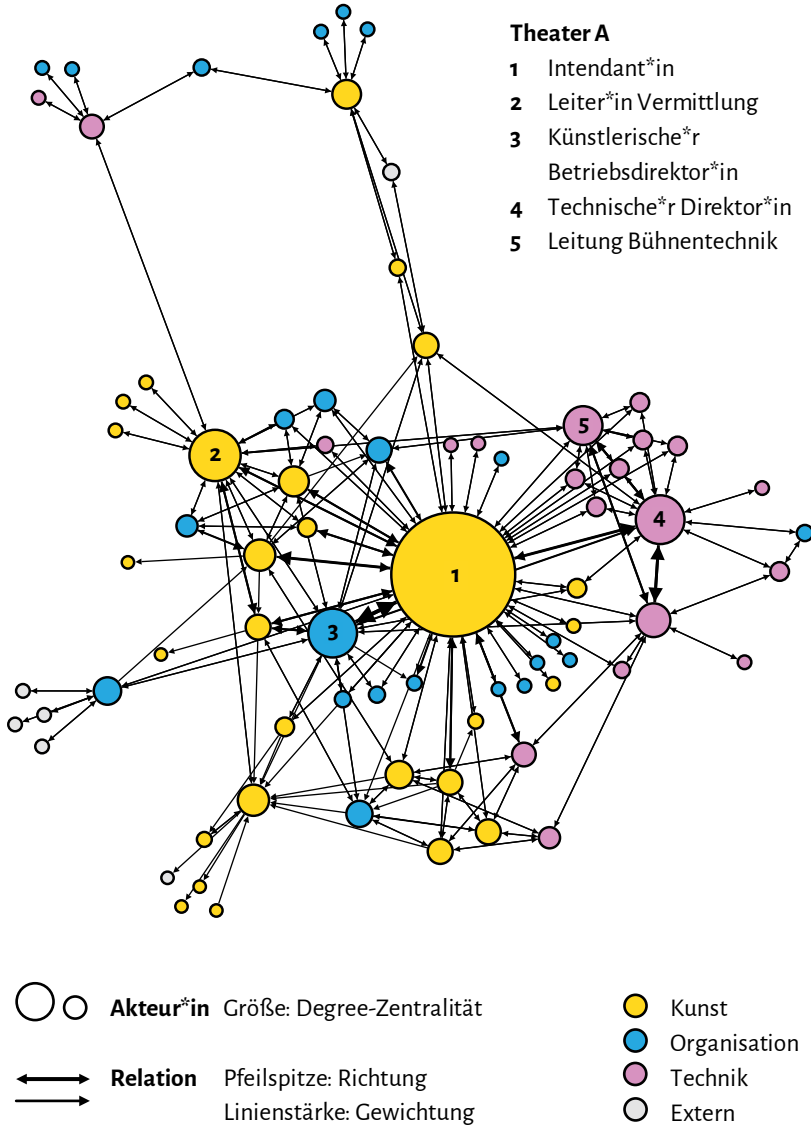 Theater A
1 Intendant*in
2 Leiter*in Vermittlung
3 Künstlerische*r
Betriebsdirektor*in
4 Technische*r Direktor*in
5 Leitung Bühnentechnik
5
2
4
1
3
Akteur*in Größe: Degree-Zentralität
Relation Pfeilspitze: Richtung
Linienstärke: Gewichtung
Kunst
Organisation
Technik
Extern